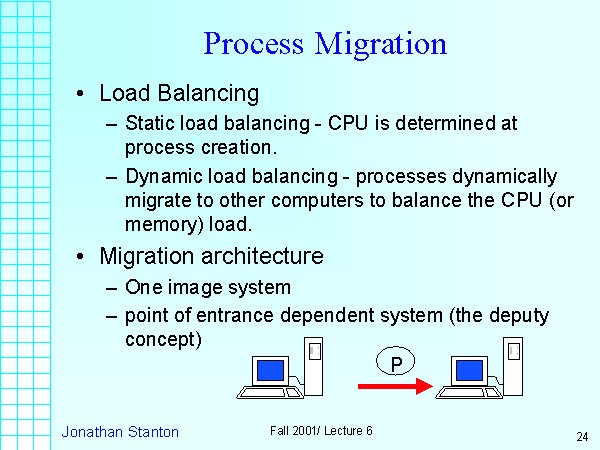 Process Migration
• Load Balancing
– Static load balancing - CPU is determined at
process creation.
– Dynamic load balancing - processes dynamically
migrate to other computers to balance the CPU (or
memory) load.
• Migration architecture
– One image system
– point of entrance dependent system (the deputy
concept)
P
Jonathan Stanton
Fall 2001/ Lecture 6
24